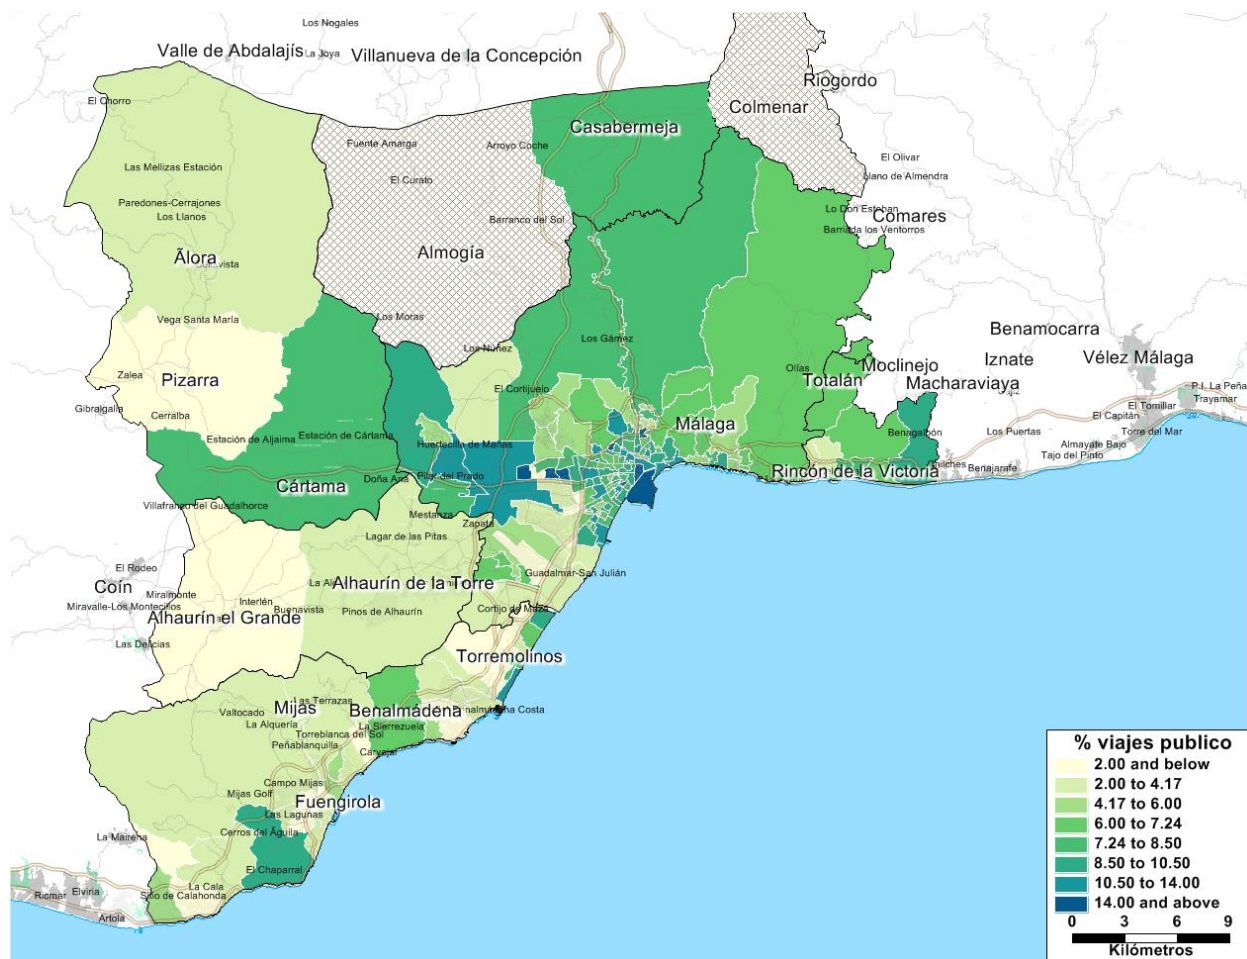 Los Nogales
Valle de Abdalajís
La Joya
Villanueva de la Concepción
Riogordo
El Chorro
Colmenar
Casabermeja
Fuente Amarga
Arroyo Coche
El Olivar
Las Mellizas Estación
El Curato
Llano de Almendra
Paredones-Cerrajones
Los Llanos
Barranco del Sol
Lo Don Esteban
Comares
Barriada los Ventorros
Ãlora
Almogía
Vega Santa María
Los Moras
Los Núñez
Los Gámez
Benamocarra
Iznate
Vélez Málaga
Zalea
Pizarra
El Cortijuelo
Olías
Totalán
Moclinejo
Macharaviaya
P.I. La Peña
Trayamar
Gibralgalia
Cerralba
El Tomillar
El Capitán
Málaga
Estación de Aljaima
Estación de Cártama
Huertecilla de Mañas
Benagalbón
Los Puertas
Torre del Mar
Almayate Bajo
Tajo del Pinto
Cártama
Doña Ana
Pilar del Prado
Rincón de la Victoria
Benajarafe
Villafranco del Guadalhorce
Mestanza
Zapata
Lagar de las Pitas
El Rodeo
Coín
Miralmonte
Miravalle-Los Montecillos
Alhaurín de la Torre
Guadalmar-San Julián
Interlén
Buenavista
Pinos de Alhaurín
Alhaurín el Grande
Las Delicias
Torremolinos
Las Terrazas
Valtocado
Mijas
Benalmádena
La Alquería
La Sierrezuela
Torreblanca del Sol
Peñablanquilla
Carvajal
Campo Mijas
Mijas Golf
Fuengirola
Las Lagunas
La Mairena
Cerros del Águila
El Chaparral
La Cala
Sitio de Calahonda
Ricmar
Elviria
Artola
% viajes publico
2.00 and below
2.00 to 4.17
4.17 to 6.00
6.00 to 7.24
7.24 to 8.50
8.50 to 10.50
10.50 to 14.00
14.00 and above
0 3 6 9
Kilómetros